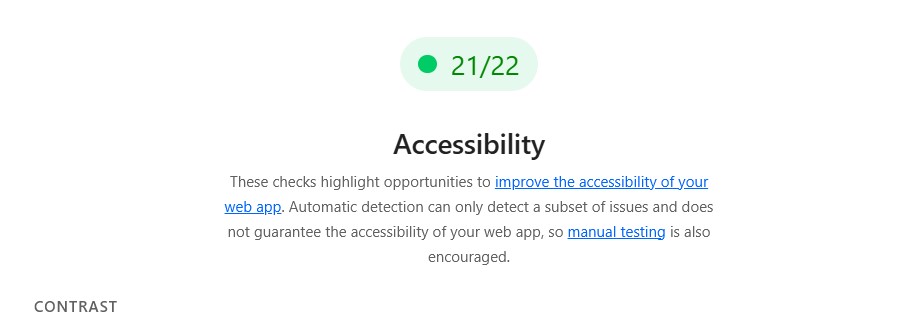 21/22
Accessibility
These checks highlight opportunities to improve the accessibility of your
web app. Automatic detection can only detect a subset of issues and does
not guarantee the accessibility of your web app, so manual testing is also
encouraged.
CONTRAST